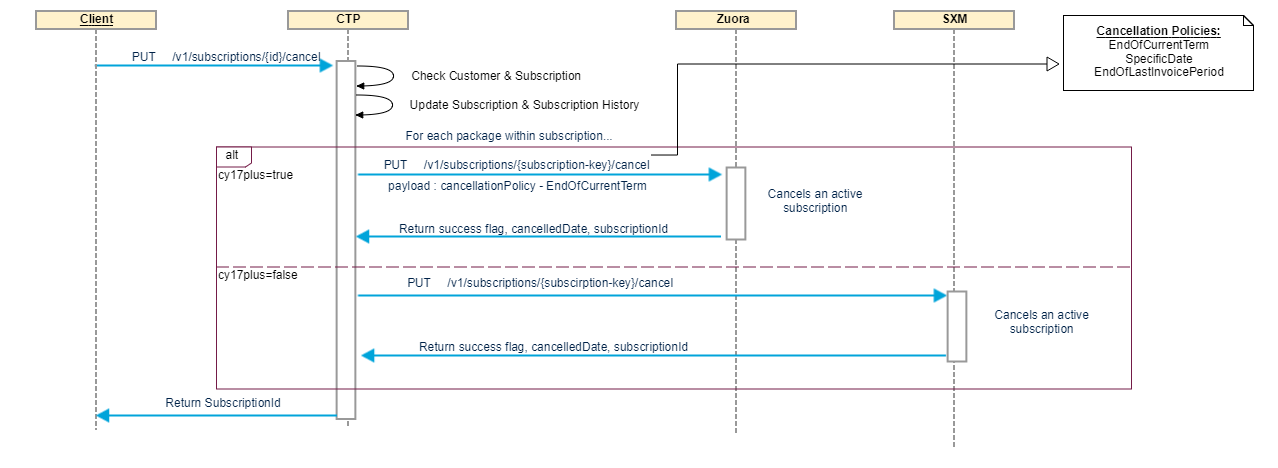 Client
CTP
Zuora
SXM
Cancellation Policies:
EndOfCurrentTerm
SpecificDate
EndOfLastInvoicePeriod
PUT /v1/subscriptions/{id}/cancel
Check Customer & Subscription
Update Subscription & Subscription History
For each package within subscription...
alt
cy17plus=true
PUT /v1/subscriptions/{subscription-key}/cancel
payload : cancellationPolicy - EndOfCurrentTerm
Cancels an active
subscription
Return success flag, cancelledDate, subscriptionId
cy17plus=false
PUT /v1/subscriptions/{subscirption-key}/cancel
Cancels an active
subscription
Return success flag, cancelledDate, subscriptionId
Return SubscriptionId